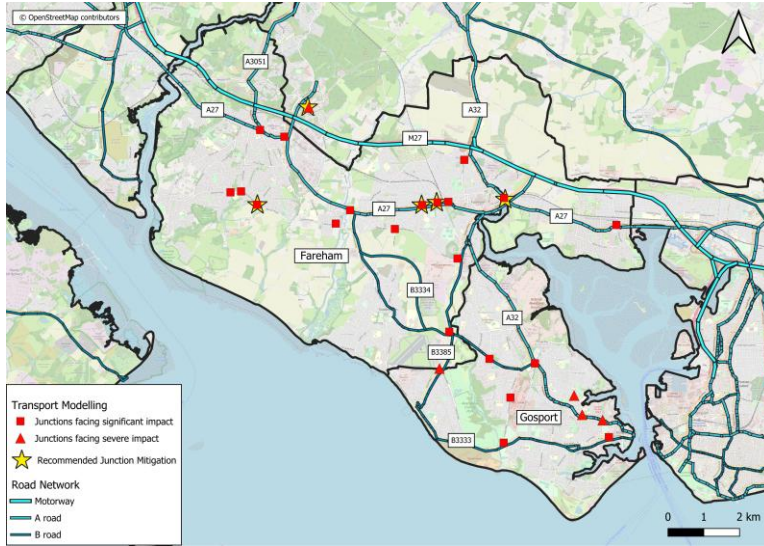 © OpenStreetMap contributors
A3051
A27
A32
M27
A27
A27
Fareham
B3334
A32
B3385
Gosport
B3333
Transport Modelling
Junctions facing significant impact
Junctions facing severe impact
Recommended Junction Mitigation
Road Network
Motorway
A road
B road
0 1 2 km